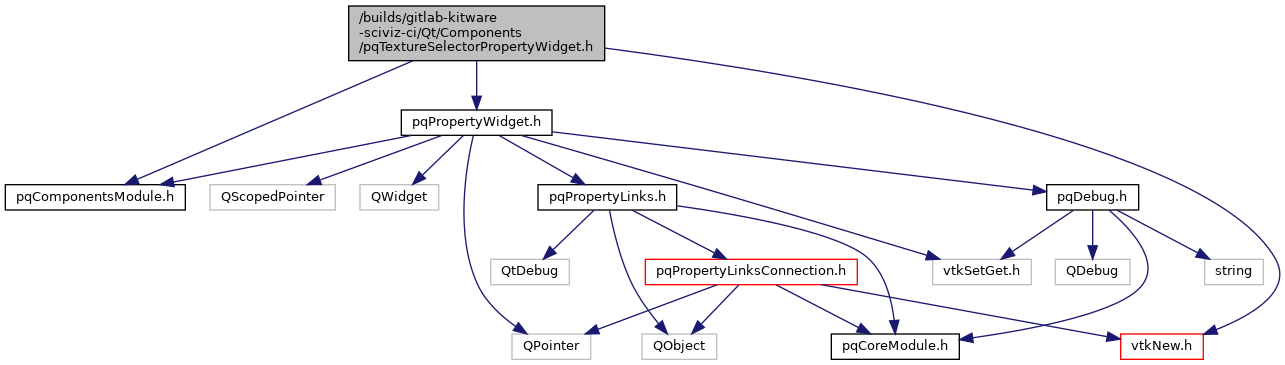 /builds/gitlab-kitware
-sciviz-ci/Qt/Components
/pqTextureSelectorPropertyWidget.h
pqPropertyWidget.h
pqComponentsModule.h
QScopedPointer
QWidget
pqPropertyLinks.h
pqDebug.h
QtDebug
pqPropertyLinksConnection.h
vtkSetGet.h
QDebug
string
QPointer
QObject
pqCoreModule.h
vtkNew.h